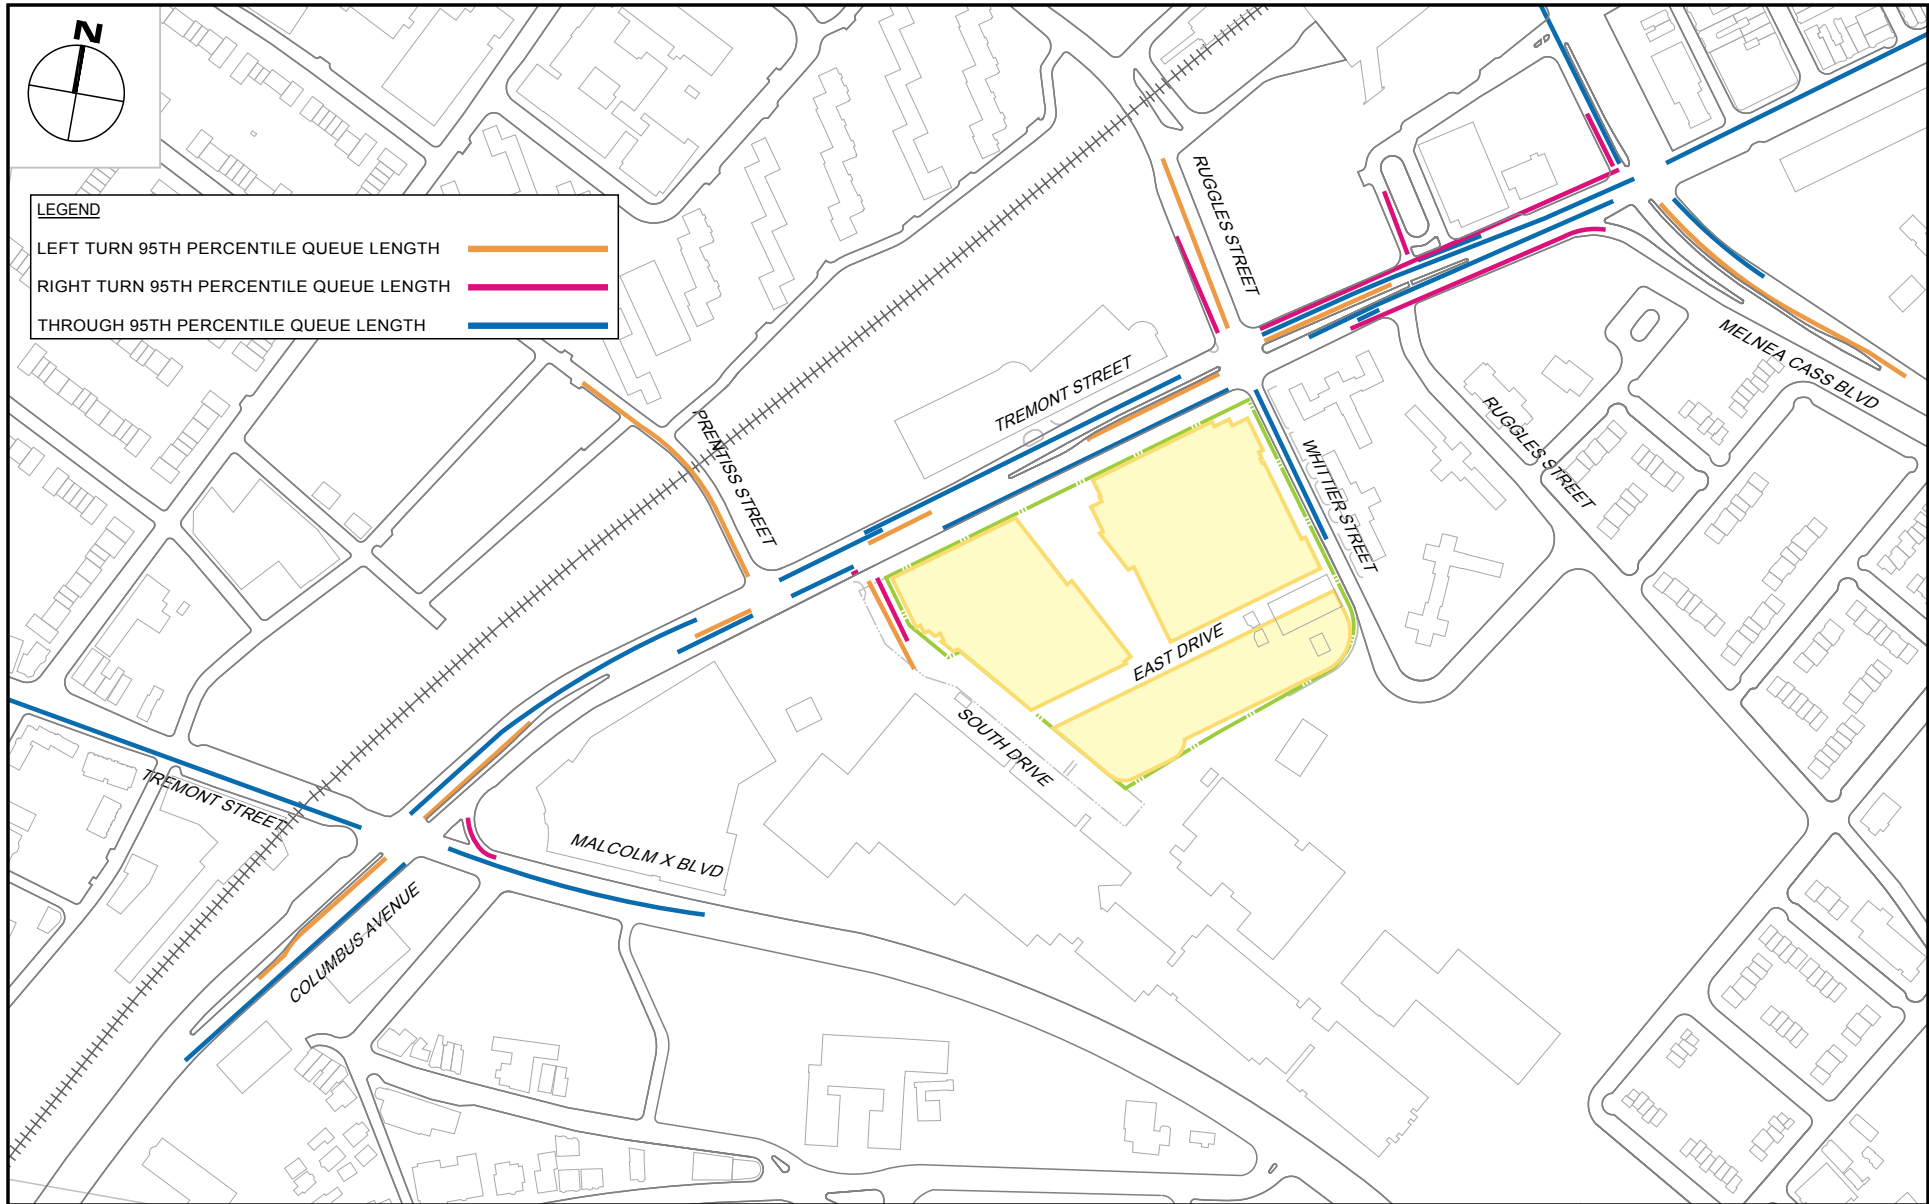 N
LEGEND
LEFT TURN 95TH PERCENTILE QUEUE LENGTH
RIGHT TURN 95TH PERCENTILE QUEUE LENGTH
THROUGH 95TH PERCENTILE QUEUE LENGTH
RUGGLES STREET
MELNEA CASS BLVD
TREMONT STREET
RUGGLES STREET
PRENTISS STREET
WHITTIER STREET
EAST DRIVE
SOUTH DRIVE
TREMONT STREET
MALCOLM X BLVD
COLUMBUS AVENUE